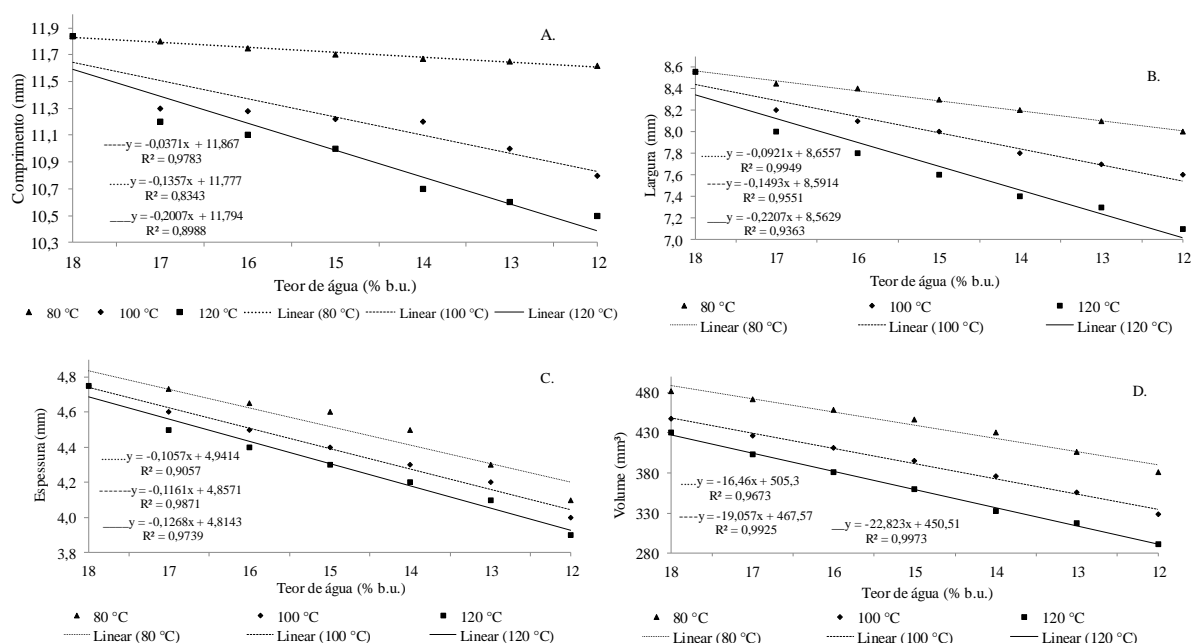 A.
11,9
11,7
11,5
11,3
11,1
10,9
10,7
10,5
10,3
Comprimento (mm)
----y = -0,0371x + 11,867
R² = 0,9783
......y = -0,1357x + 11,777
R² = 0,8343
___y = -0,2007x + 11,794
R² = 0,8988
18 17 16 15 14 13 12
Teor de água (% b.u.)
80 °C 100 °C 120 °C Linear (80 °C) Linear (100 °C) Linear (120 °C)
B.
8,6
8,4
8,2
8,0
7,8
7,6
7,4
7,2
7,0
Largura (mm)
......y = -0,0921x + 8,6557
R² = 0,9949
----y = -0,1493x + 8,5914
R² = 0,9551
___y = -0,2207x + 8,5629
R² = 0,9363
18 17 16 15 14 13 12
Teor de água (% b.u.)
80 °C 100 °C 120 °C
Linear (80 °C) Linear (100 °C) Linear (120 °C)
C.
4,8
4,6
4,4
4,2
4,0
3,8
Espessura (mm)
......y = -0,1057x + 4,9414
R² = 0,9057
----y = -0,1161x + 4,8571
R² = 0,9871
___y = -0,1268x + 4,8143
R² = 0,9739
18 17 16 15 14 13 12
Teor de água (% b.u.)
80 °C 100 °C 120 °C
Linear (80 °C) Linear (100 °C) Linear (120 °C)
D.
480
430
380
330
280
Volume (mm³)
.....y = -16,46x + 505,3
R² = 0,9673
----y = -19,057x + 467,57
R² = 0,9925
__y = -22,823x + 450,51
R² = 0,9973
18 17 16 15 14 13 12
Teor de água (% b.u.)
80 °C 100 °C 120 °C
Linear (80 °C) Linear (100 °C) Linear (120 °C)